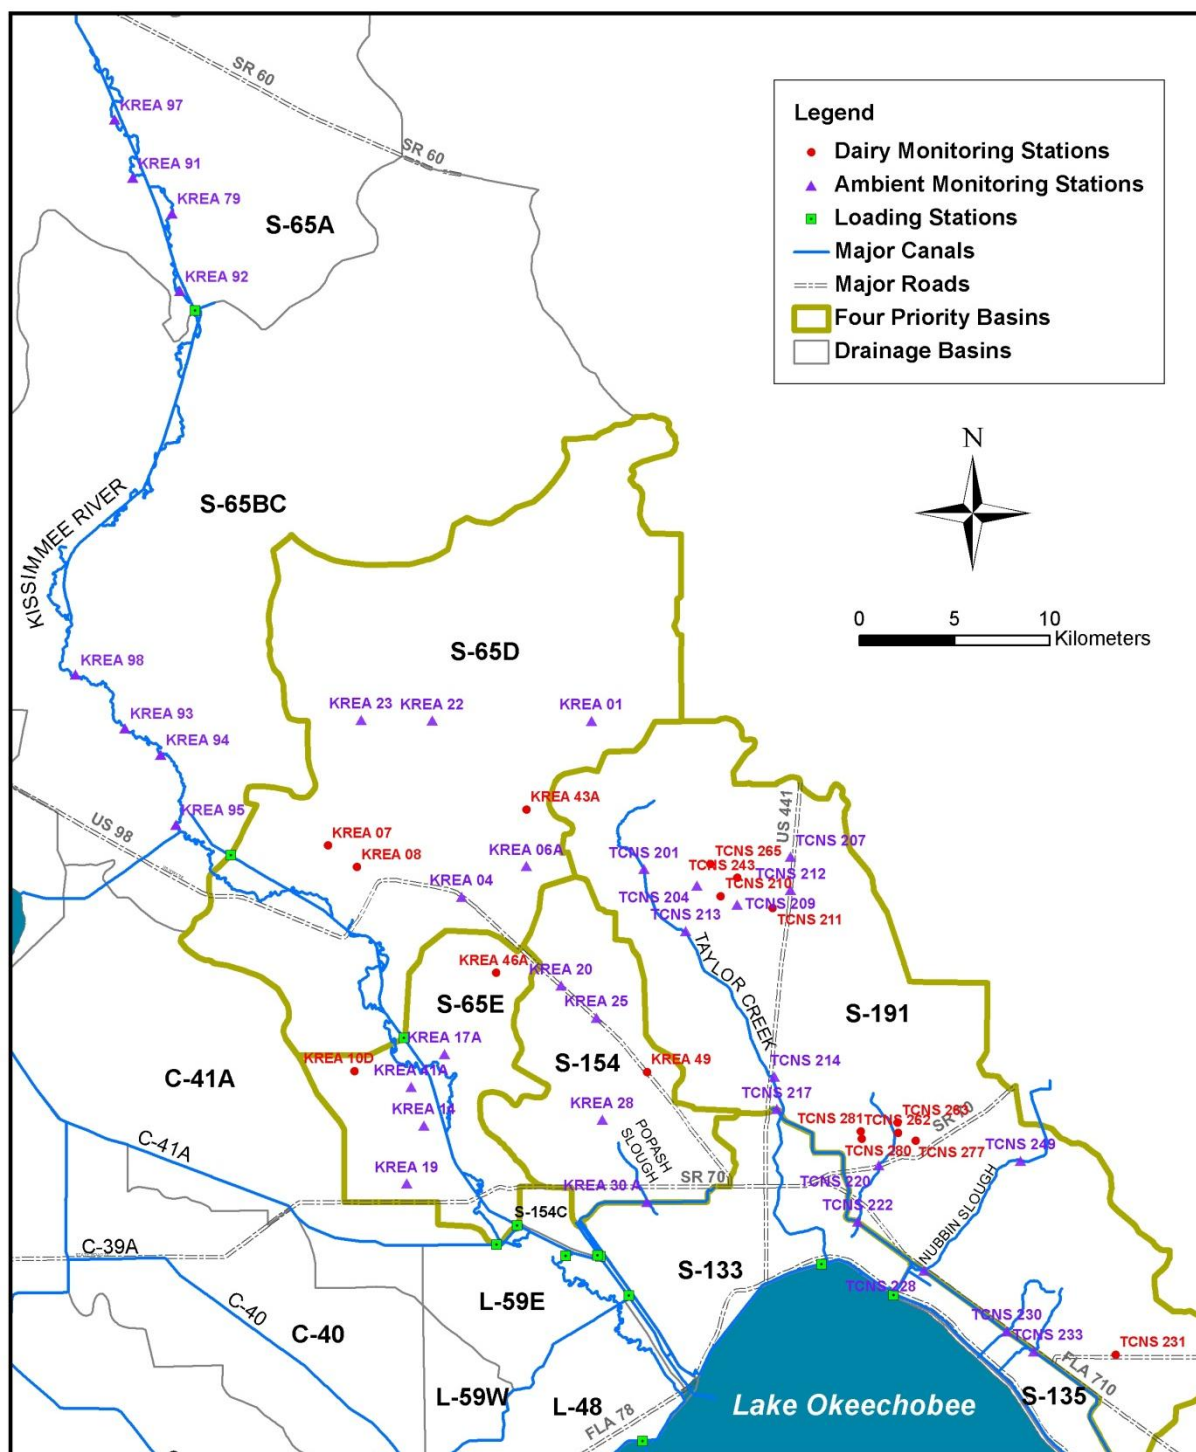 SR 60
SR 60
KREA 97
KREA 91
KREA 79
S-65A
KREA 92
Legend
Dairy Monitoring Stations
Ambient Monitoring Stations
Loading Stations
Major Canals
Major Roads
Four Priority Basins
Drainage Basins
N
0 5 10
Kilometers
S-65BC
KISSIMMEE RIVER
S-65D
KREA 98
KREA 23
KREA 22
KREA 01
KREA 93
KREA 94
KREA 95
US 98
KREA 43A
KREA 07
KREA 08
KREA 06A
KREA 04
US 441
TCNS 207
TCNS 201
TCNS 265
TCNS 243
TCNS 212
TCNS 210
TCNS 204
TCNS 209
TCNS 213
TCNS 211
TAYLOR CREEK
KREA 46A
KREA 20
S-65E
KREA 25
S-191
KREA 17A
S-154
KREA 10D
KREA 41A
KREA 49
TCNS 214
C-41A
KREA 14
KREA 28
TCNS 217
TCNS 281
TCNS 263
TCNS 262
SR 70
TCNS 280
TCNS 277
TCNS 249
C-41A
POPASH
SLOUGH
KREA 19
SR 70
TCNS 220
KREA 30 A
S-154C
TCNS 222
NUBBIN SLOUGH
C-39A
S-133
TCNS 228
L-59E
C-40
C-40
TCNS 230
TCNS 233
TCNS 231
FLA 710
L-59W
L-48
FLA 78
Lake Okeechobee
S-135